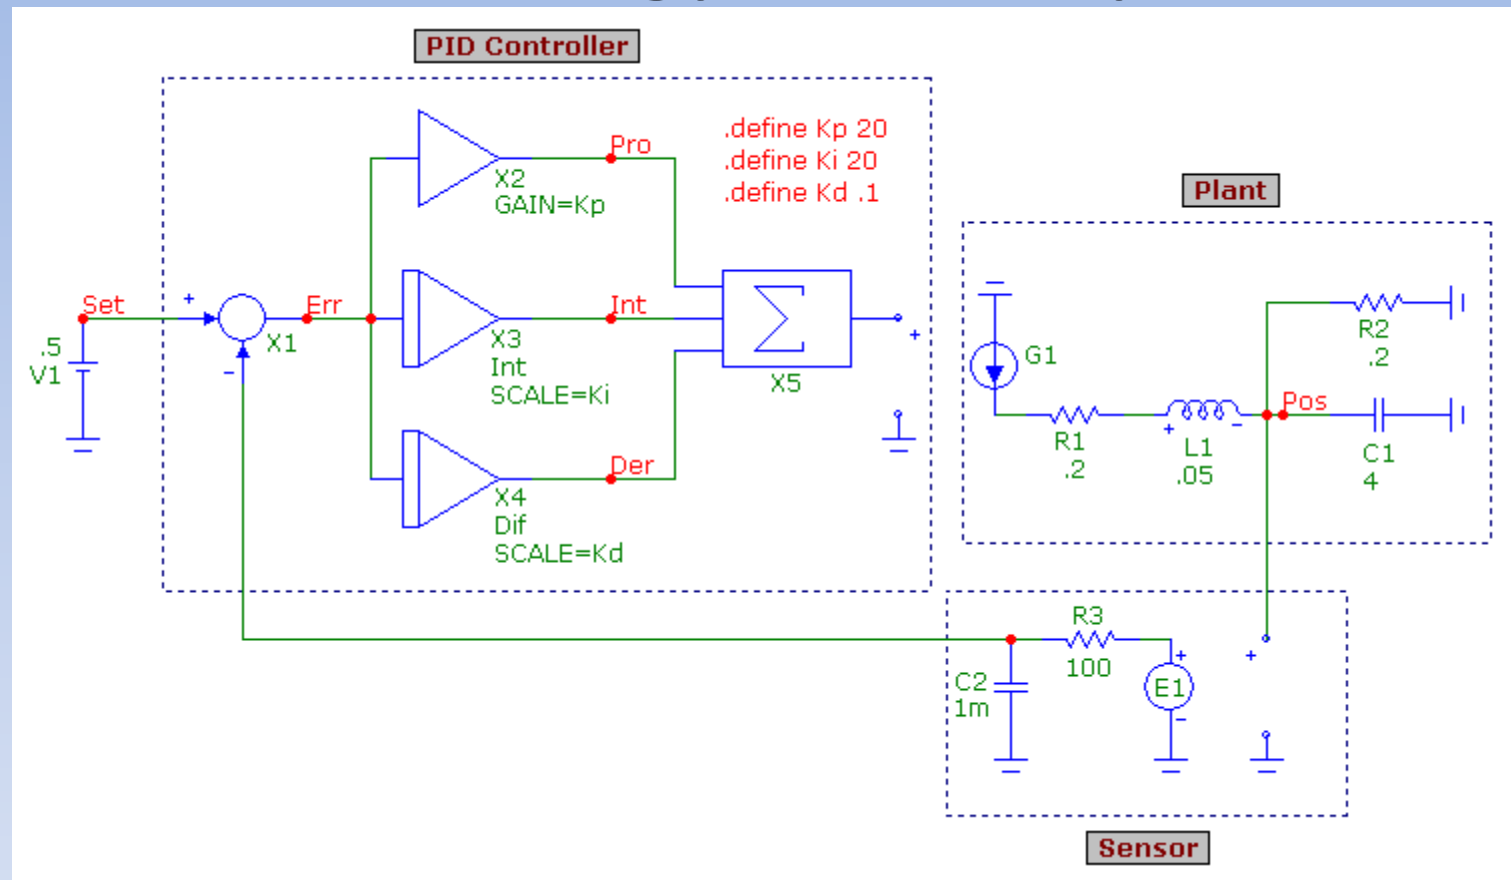 PID Controller
.define Kp 20
.define Ki 20
.define Kd .1
Pro
X2
GAIN=Kp
Plant
Set
+
Err
X1
-
.5
V1
Int
X3
Int
SCALE=Ki
X5
+
Der
X4
Dif
SCALE=Kd
G1
R2
.2
R1
.2
+
-
L1
.05
Pos
C1
4
R3
100
C2
1m
+
E1
-
+
Sensor